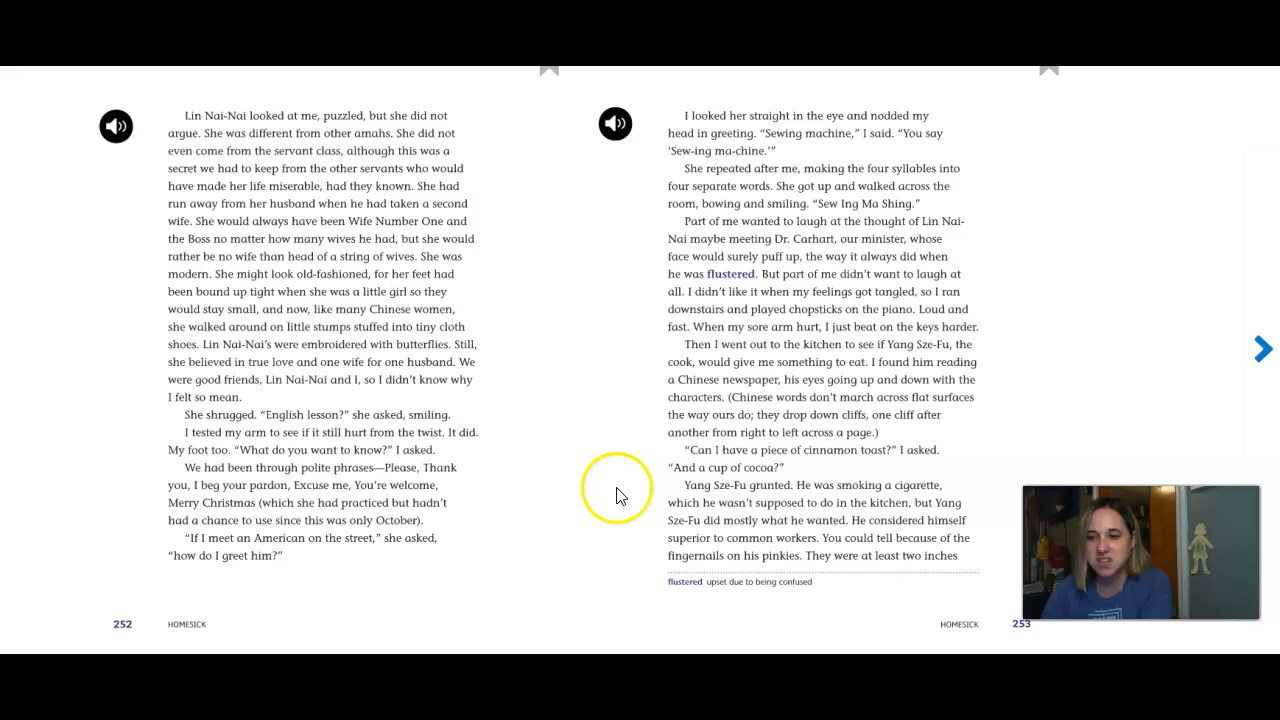 Lin Nai-Nai looked at me, puzzled, but she did not
argue. She was different from other amahs. She did not
even come from the servant class, although this was a
secret we had to keep from the other servants who would
have made her life miserable, had they known. She had
run away from her husband when he had taken a second
wife. She would always have been Wife Number One and
the Boss no matter how many wives he had, but she would
rather be no wife than head of a string of wives. She was
modern. She might look old-fashioned, for her feet had
been bound up tight when she was a little girl so they
would stay small, and now, like many Chinese women,
she walked around on little stumps stuffed into tiny cloth
shoes. Lin Nai-Nai’s were embroidered with butterflies. Still,
she believed in true love and one wife for one husband. We
were good friends, Lin Nai-Nai and I, so I didn’t know why
I felt so mean.
She shrugged. “English lesson?” she asked, smiling.
I tested my arm to see if it still hurt from the twist. It did.
My foot too. “What do you want to know?” I asked.
We had been through polite phrases—Please, Thank
you, I beg your pardon, Excuse me, You’re welcome,
Merry Christmas (which she had practiced but hadn’t
had a chance to use since this was only October).
“If I meet an American on the street,” she asked,
“how do I greet him?”
252 HOMESICK
I looked her straight in the eye and nodded my
head in greeting. “Sewing machine,” I said. “You say
‘Sew-ing ma-chine.’”
She repeated after me, making the four syllables into
four separate words. She got up and walked across the
room, bowing and smiling. “Sew Ing Ma Shing.”
Part of me wanted to laugh at the thought of Lin Nai-
Nai maybe meeting Dr. Carhart, our minister, whose
face would surely puff up, the way it always did when
he was flustered. But part of me didn’t want to laugh at
all. I didn’t like it when my feelings got tangled, so I ran
downstairs and played chopsticks on the piano. Loud and
fast. When my sore arm hurt, I just beat on the keys harder.
Then I went out to the kitchen to see if Yang Sze-Fu, the
cook, would give me something to eat. I found him reading
a Chinese newspaper, his eyes going up and down with the
characters. (Chinese words don’t march across flat surfaces
the way ours do; they drop down cliffs, one cliff after
another from right to left across a page.)
“Can I have a piece of cinnamon toast?” I asked.
“And a cup of cocoa?”
Yang Sze-Fu grunted. He was smoking a cigarette,
which he wasn’t supposed to do in the kitchen, but Yang
Sze-Fu did mostly what he wanted. He considered himself
superior to common workers. You could tell because of the
fingernails on his pinkies. They were at least two inches
flustered upset due to being confused
HOMESICK 253